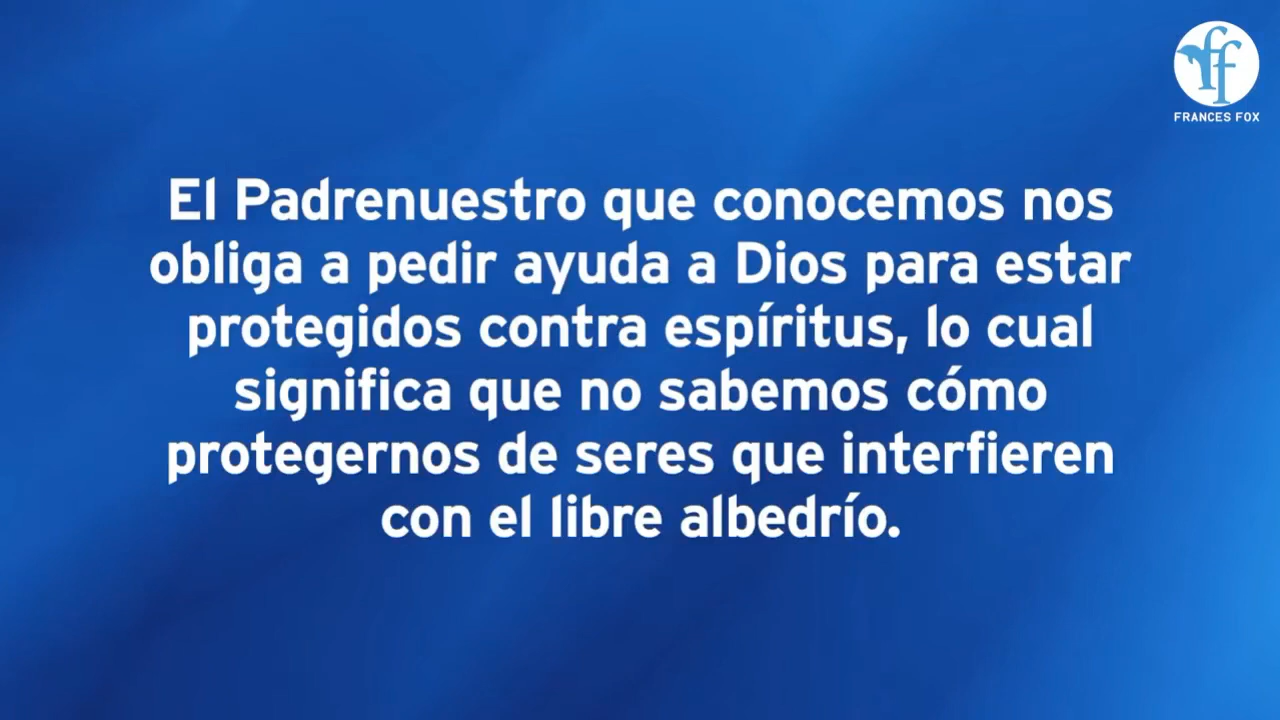 ff
FRANCES FOX
El Padrenuestro que conocemos nos
obliga a pedir ayuda a Dios para estar
protegidos contra espíritus, lo cual
significa que no sabemos cómo
protegernos de seres que interfieren
con el libre albedrío.